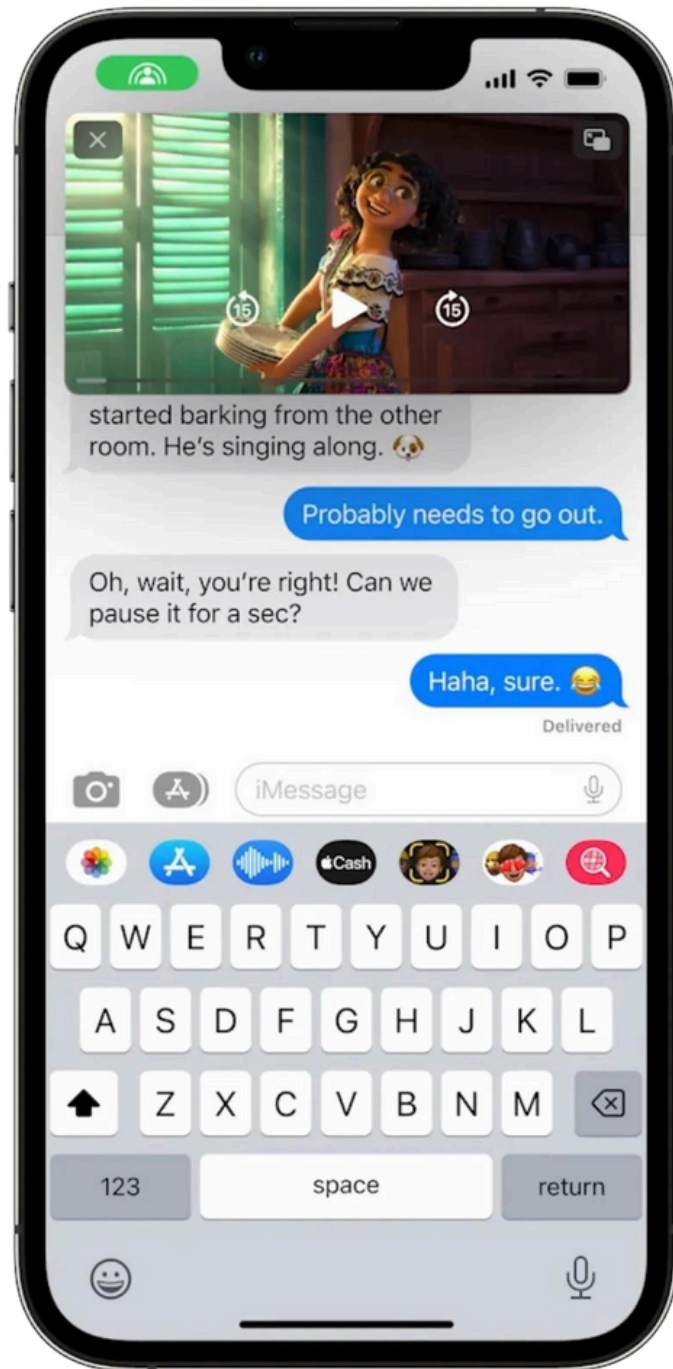 15
15
started barking from the other
room. He’s singing along. 🐶
Probably needs to go out.
Oh, wait, you’re right! Can we
pause it for a sec?
Haha, sure. 😂
Delivered
iMessage
Cash
Q W E R T Y U I O P
A S D F G H J K L
Z X C V B N M
123 space return